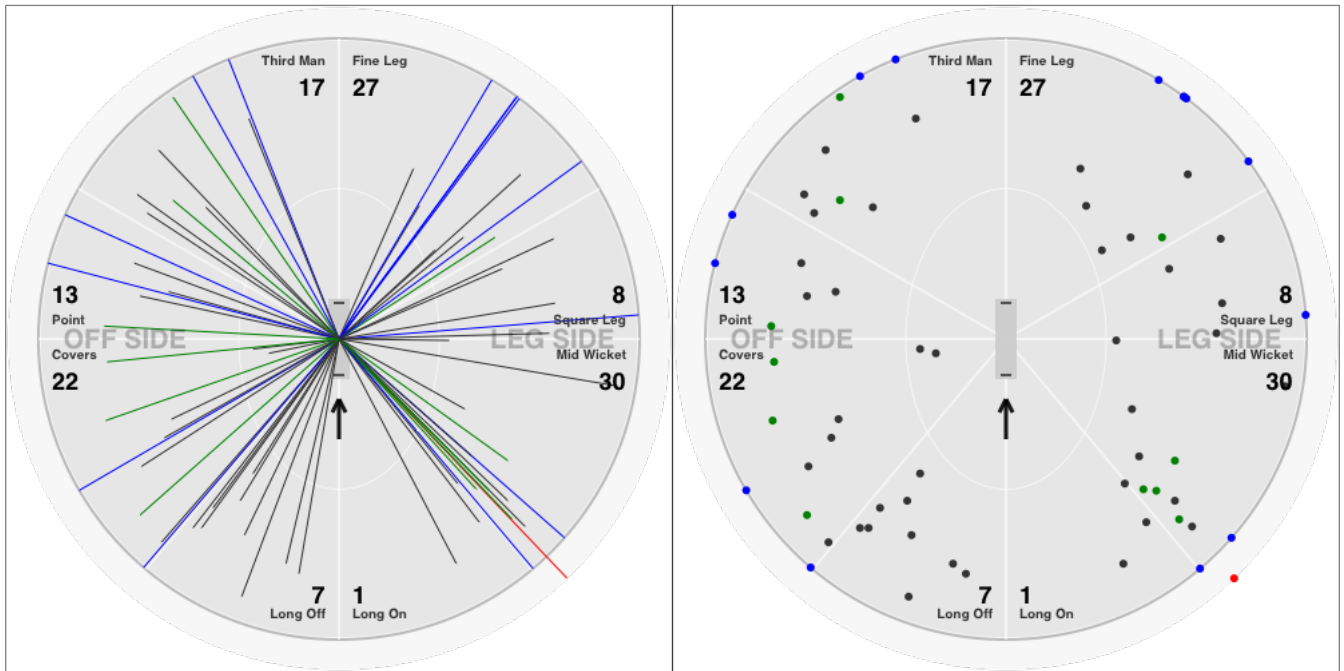 Third Man
17
Fine Leg
27
13
Point
OFF SIDE
Covers
22
8
Square Leg
LEG SIDE
Mid Wicket
30
7
Long Off
1
Long On
Third Man
17
Fine Leg
27
13
Point
OFF SIDE
Covers
22
8
Square Leg
LEG SIDE
Mid Wicket
30
7
Long Off
1
Long On